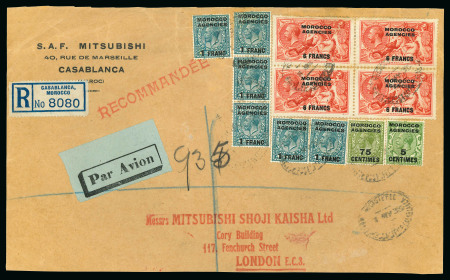 S.A.F. MITSUBISHI
40, RUE DE MARSEILLE
CASABLANCA
R
CASABLANCA, MOROCCO.
No 8080
RECOMMANDÉE
Par Avion
MOROCCO AGENCIES
1 FRANC
MOROCCO AGENCIES
1 FRANC
MOROCCO AGENCIES
6 FRANCS
MOROCCO AGENCIES
6 FRANCS
MOROCCO AGENCIES
1 FRANC
MOROCCO AGENCIES
6 FRANCS
MOROCCO AGENCIES
6 FRANCS
MOROCCO AGENCIES
1 FRANC
MOROCCO AGENCIES
1 FRANC
MOROCCO AGENCIES
1 FRANC
MOROCCO AGENCIES
75 CENTIMES
MOROCCO AGENCIES
5 CENTIMES
Messrs MITSUBISHI SHOJI KAISHA Ltd
Cory Building
117, Fenchurch Street
LONDON E.C.3.